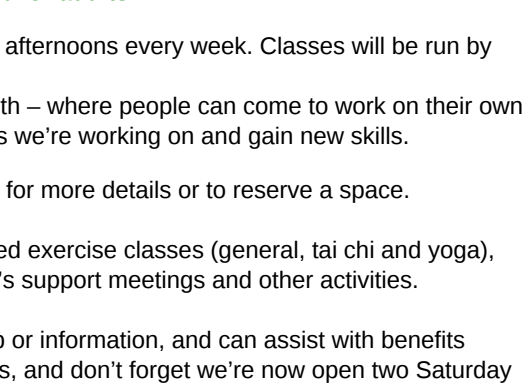 afternoons every week. Classes will be run by
th – where people can come to work on their own
s we're working on and gain new skills.
for more details or to reserve a space.
ed exercise classes (general, tai chi and yoga),
's support meetings and other activities.
p or information, and can assist with benefits
s, and don't forget we're now open two Saturday